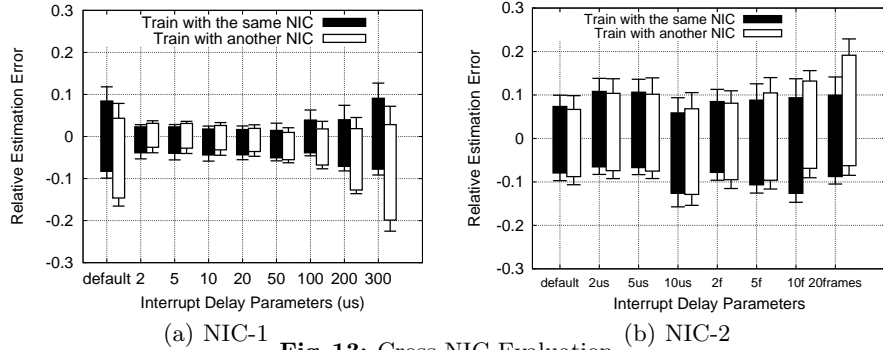 Train with the same NIC
Train with another NIC
Relative Estimation Error
0.3
0.2
0.1
0
-0.1
-0.2
-0.3
default 2 5 10 20 50 100 200 300
Interrupt Delay Parameters (us)
(a) NIC-1
Train with the same NIC
Train with another NIC
Relative Estimation Error
0.3
0.2
0.1
0.0
-0.1
-0.2
-0.3
default 2us 5us 10us 2f 5f 10f 20frames
Interrupt Delay Parameters
(b) NIC-2
Fig. 13: Cross NIC Evaluation